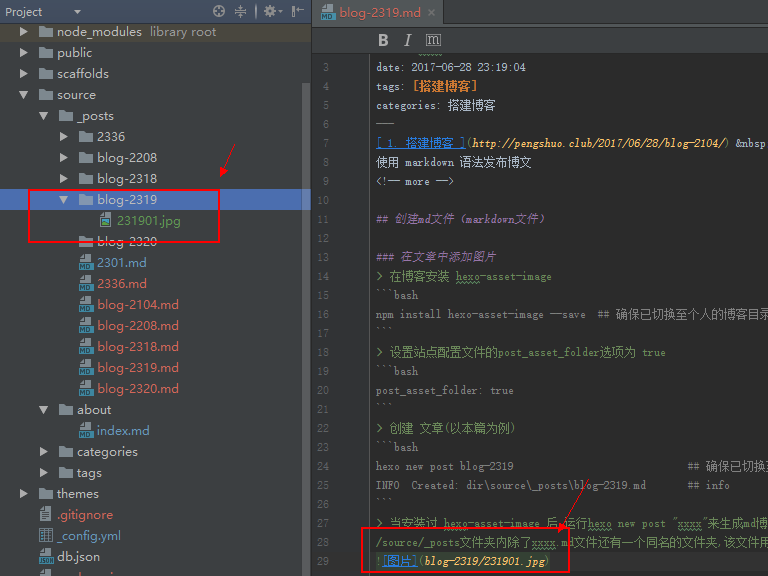 Project
node_modules library root
public
scaffolds
source
_posts
2336
blog-2208
blog-2318
blog-2319
231901.jpg
blog-2320
2301.md
2336.md
blog-2104.md
blog-2208.md
blog-2318.md
blog-2319.md
blog-2320.md
about
index.md
categories
tags
themes
.gitignore
_config.yml
db.json
blog-2319.md ×
B I m
3 date: 2017-06-28 23:19:04
4 tags: [搭建博客]
5 categories: 搭建博客
6 ---
7 [ 1. 搭建博客 ](http://pengshuo.club/2017/06/28/blog-2104/) &nbsp
8 使用 markdown 语法发布博文
9 <!-- more -->
10
11 ## 创建md文件（markdown文件）
12
13 ### 在文章中添加图片
14 > 在博客安装 hexo-asset-image
15 ```bash
16 npm install hexo-asset-image --save ## 确保已切换至个人的博客目录
17 ```
18 > 设置站点配置文件的post_asset_folder选项为 true
19 ```bash
20 post_asset_folder: true
21 ```
22 > 创建 文章(以本篇为例)
23 ```bash
24 hexo new post blog-2319 ## 确保已切换至
25 INFO Created: dir\source\_posts\blog-2319.md ## info
26 ```
27 > 当安装过 hexo-asset-image 后,运行hexo new post "xxxx"来生成md博
28 /source/_posts文件夹内除了xxxx.md文件还有一个同名的文件夹,该文件用
29 ![图片](blog-2319/231901.jpg)